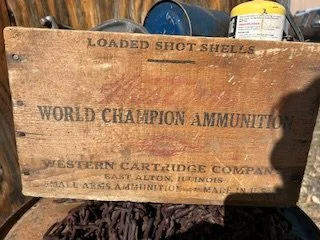 LOADED SHOT SHELLS
WORLD CHAMPION AMMUNITION
WESTERN CARTRIDGE COMPANY
EAST ALTON, ILLINOIS
SMALL ARMS AMMUNITION MADE IN U.S.A.